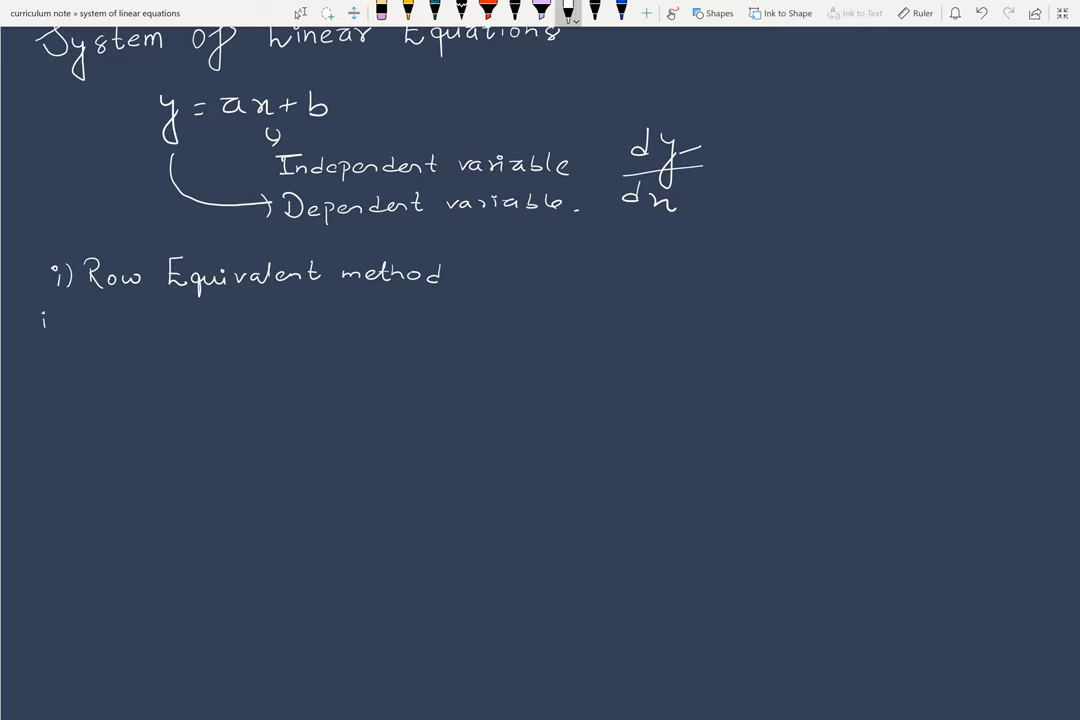 curriculum note » system of linear equations
Shapes
Ink to Shape
Ink to Text
Ruler
System of Linear Equations
y = ax + b
Independent variable
dy
dx
Dependent variable.
i) Row Equivalent method
i